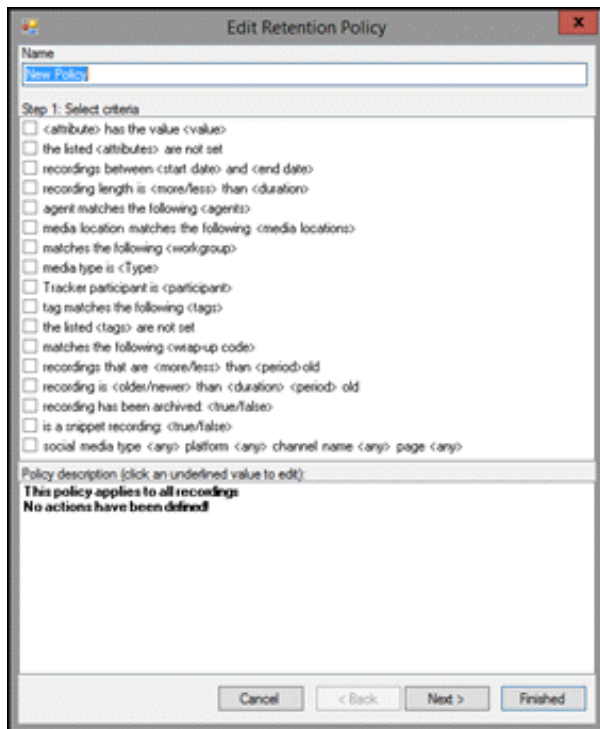 Edit Retention Policy
x
Name
New Policy
Step 1: Select criteria
<attribute> has the value <value>
the listed <attributes> are not set
recordings between <start date> and <end date>
recording length is <more/less> than <duration>
agent matches the following <agents>
media location matches the following <media locations>
matches the following <workgroup>
media type is <Type>
Tracker participant is <participant>
tag matches the following <tags>
the listed <tags> are not set
matches the following <wrap-up code>
recordings that are <more/less> than <period>old
recording is <older/newer> than <duration> <period> old
recording has been archived: <true/false>
is a snippet recording: <true/false>
social media type <any> platform <any> channel name <any> page <any>
Policy description (click an underlined value to edit):
This policy applies to all recordings
No actions have been defined!
Cancel < Back Next > Finished